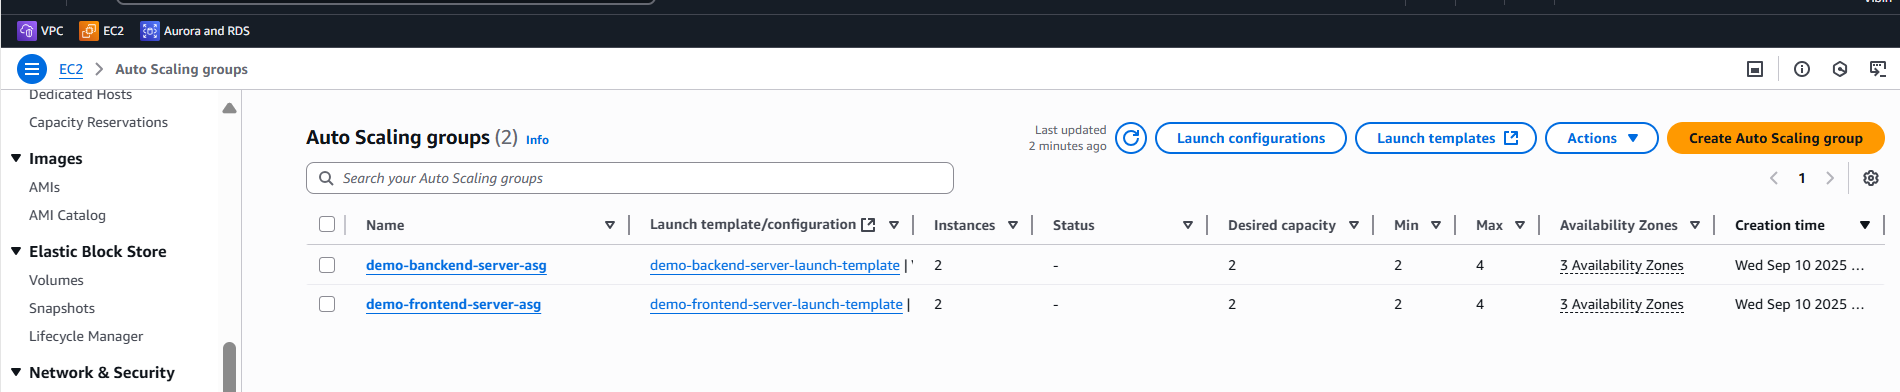 VPC EC2 Aurora and RDS
EC2 > Auto Scaling groups
Dedicated Hosts
Capacity Reservations
Images
AMIs
AMI Catalog
Elastic Block Store
Volumes
Snapshots
Lifecycle Manager
Network & Security
Auto Scaling groups (2) Info
Last updated
2 minutes ago
Launch configurations
Launch templates
Actions
Create Auto Scaling group
Search your Auto Scaling groups
1
Name Launch template/configuration Instances Status Desired capacity Min Max Availability Zones Creation time
demo-banckend-server-asg demo-backend-server-launch-template | 2 - 2 2 4 3 Availability Zones Wed Sep 10 2025 ...
demo-frontend-server-asg demo-frontend-server-launch-template | 2 - 2 2 4 3 Availability Zones Wed Sep 10 2025 ...